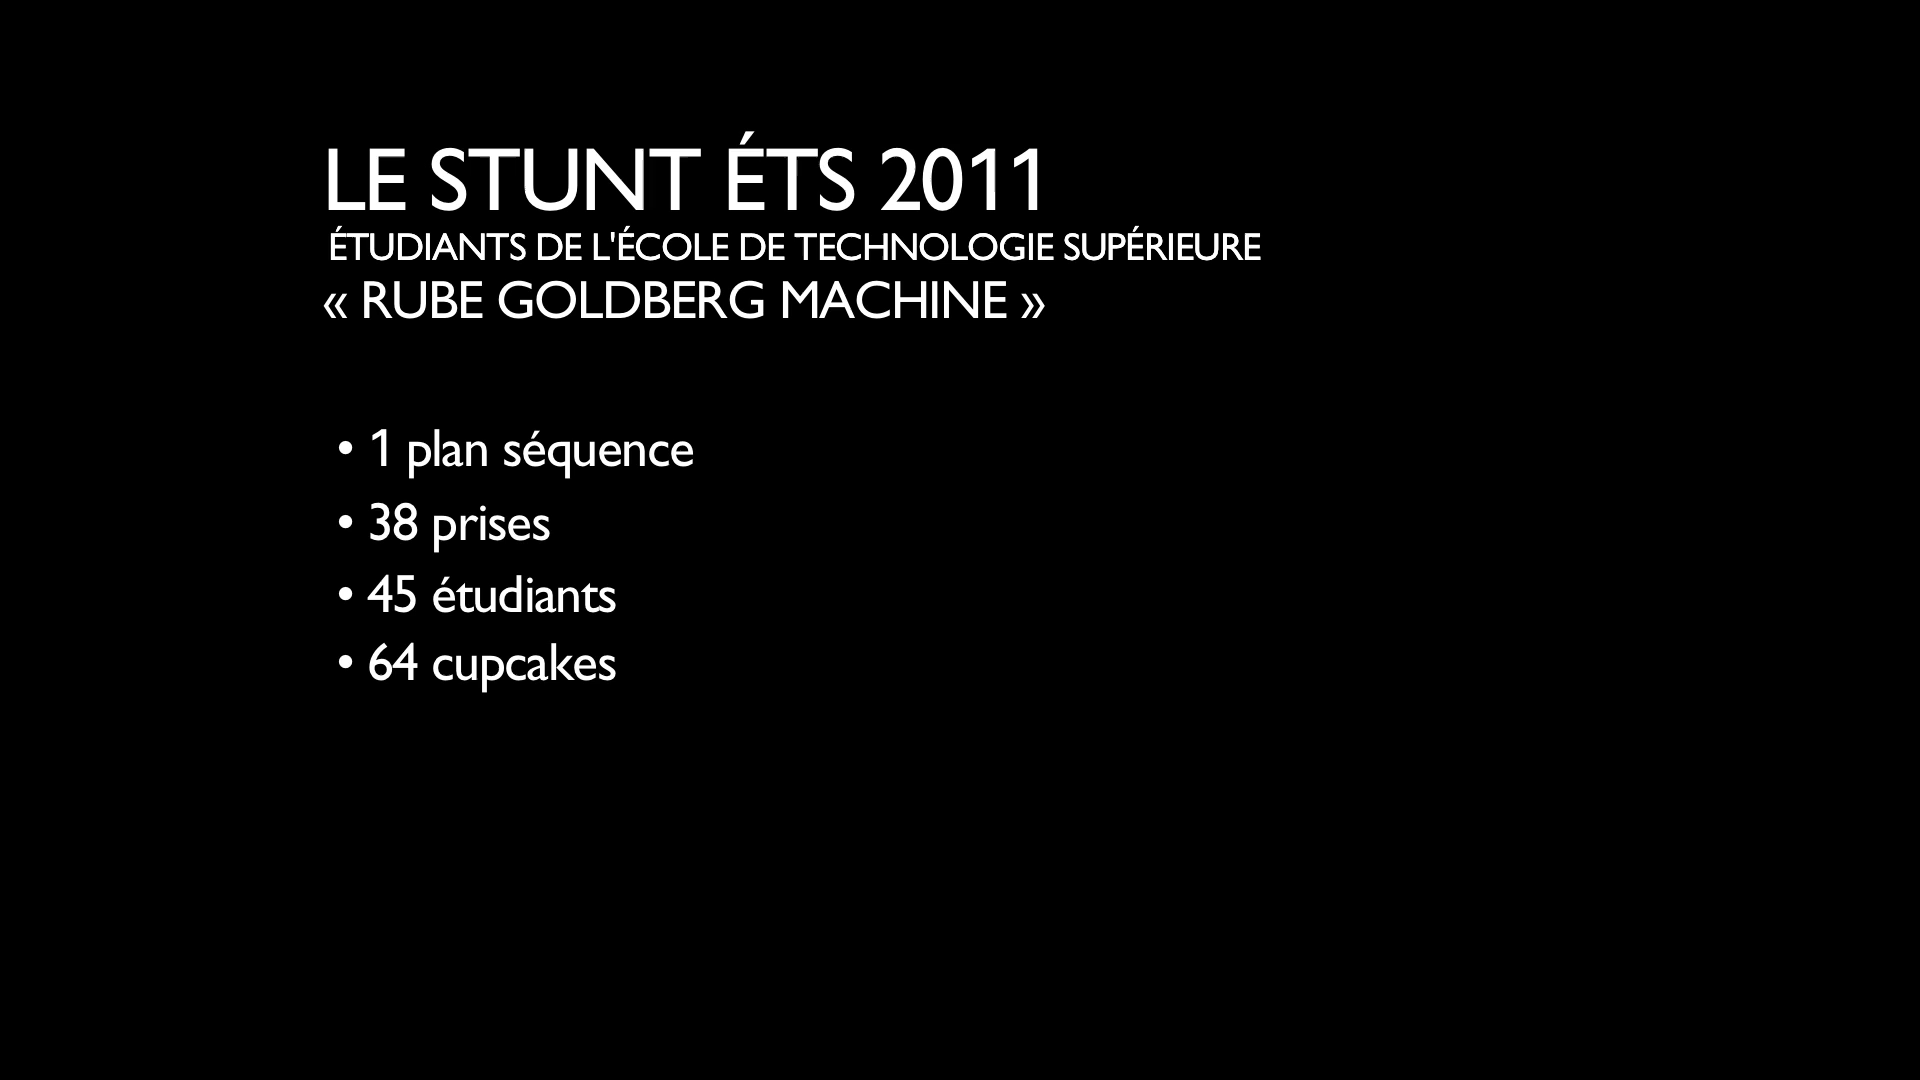 LE STUNT ÉTS 2011
ÉTUDIANTS DE L'ÉCOLE DE TECHNOLOGIE SUPÉRIEURE
« RUBE GOLDBERG MACHINE »
• 1 plan séquence
• 38 prises
• 45 étudiants
• 64 cupcakes